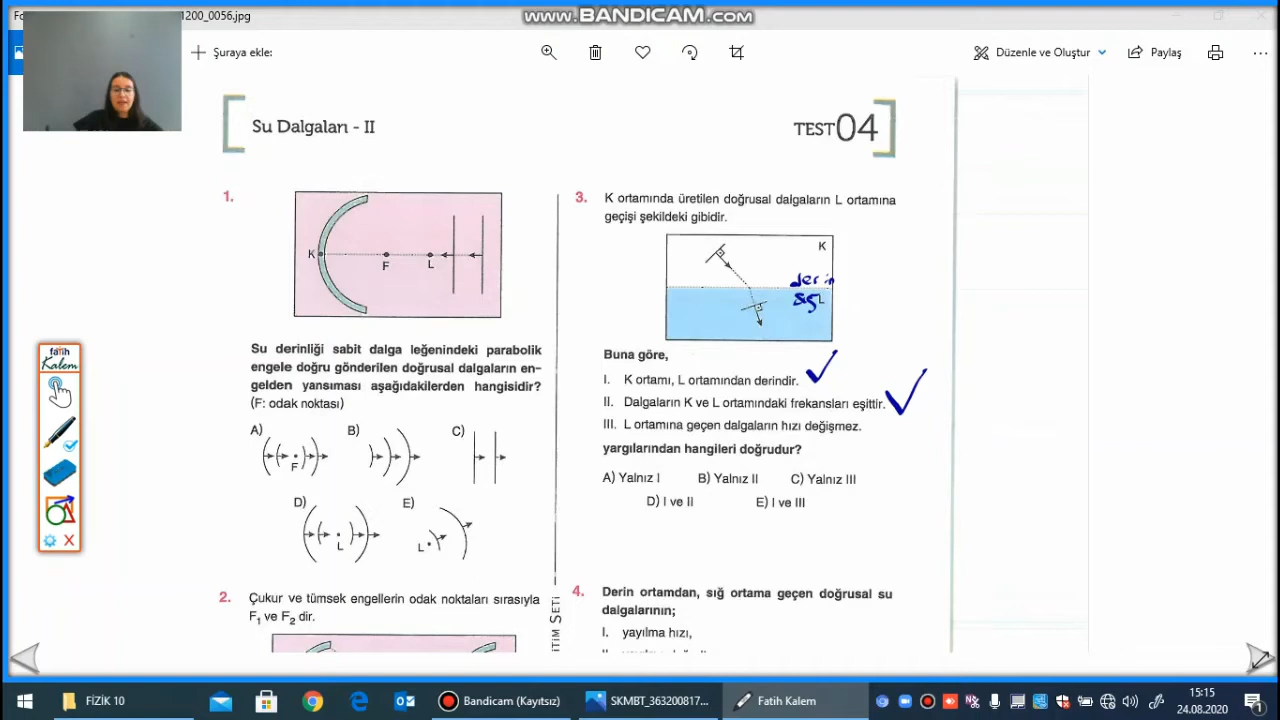 Fo
1200_0056.jpg
www.BANDICAM.com
Şuraya ekle:
Düzenle ve Oluştur
Paylaş
Su Dalgaları - II
TEST04
1.
K
F
L
Su derinliği sabit dalga leğenindeki parabolik
engele doğru gönderilen doğrusal dalgaların en-
gelden yansıması aşağıdakilerden hangisidir?
(F: odak noktası)
A)
B)
C)
F
D)
E)
L
L
2. Çukur ve tümsek engellerin odak noktaları sırasıyla
F1 ve F2 dir.
İTİM SETİ
3. K ortamında üretilen doğrusal dalgaların L ortamına
geçişi şekildeki gibidir.
K
derin
sığ L
Buna göre,
I. K ortamı, L ortamından derindir.
II. Dalgaların K ve L ortamındaki frekansları eşittir.
III. L ortamına geçen dalgaların hızı değişmez.
yargılarından hangileri doğrudur?
A) Yalnız I B) Yalnız II C) Yalnız III
D) I ve II E) I ve III
4. Derin ortamdan, sığ ortama geçen doğrusal su
dalgalarının;
I. yayılma hızı,
fatih
Kalem
FİZİK 10
Bandicam (Kayıtsız)
SKMBT_363200817...
Fatih Kalem
15:15
24.08.2020